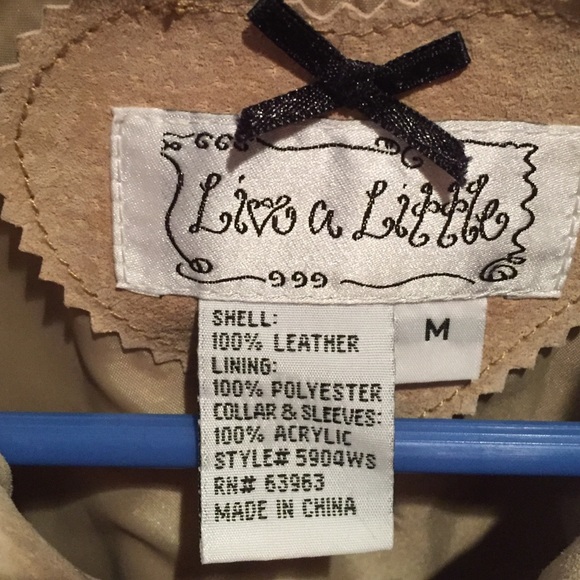 Live a Little
M
SHELL:
100% LEATHER
LINING:
100% POLYESTER
COLLAR & SLEEVES:
100% ACRYLIC
STYLE# 5904WS
RN# 63963
MADE IN CHINA